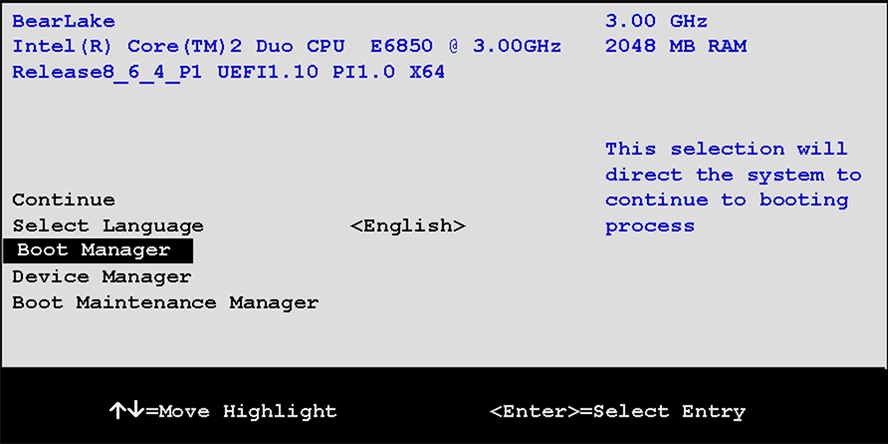 BearLake 3.00 GHz
Intel(R) Core(TM)2 Duo CPU E6850 @ 3.00GHz 2048 MB RAM
Release8_6_4_P1 UEFI1.10 PI1.0 X64
This selection will
direct the system to
Continue continue to booting
Select Language <English> process
Boot Manager
Device Manager
Boot Maintenance Manager
↑↓=Move Highlight <Enter>=Select Entry